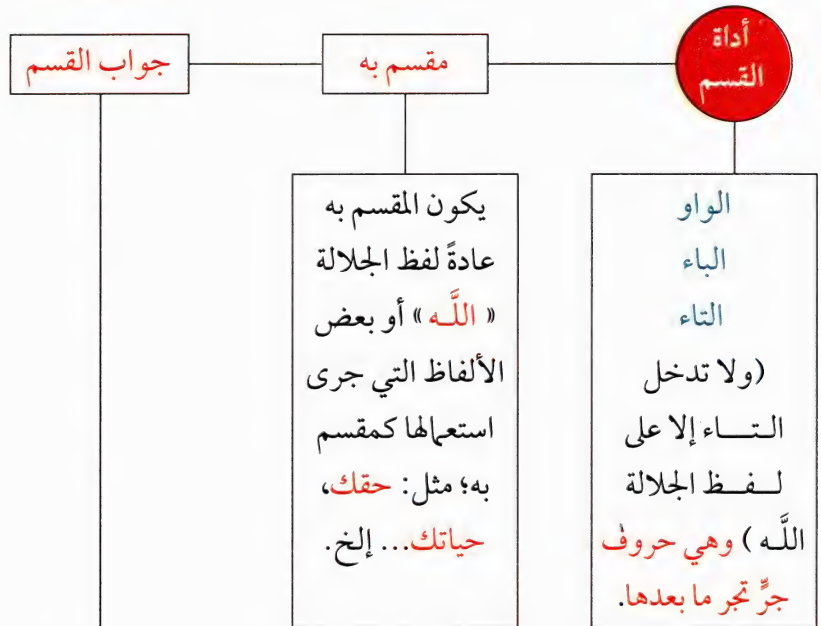 أداة
القسم
مقسم به
جواب القسم
الواو
الباء
التاء
(ولا تدخل
التـــاء إلا على
لــفــظ الجلالة
اللَّـه ) وهي حروف
جرٍّ تجر ما بعدها.
يكون المقسم به
عادةً لفظ الجلالة
« اللَّـه » أو بعض
الألفاظ التي جرى
استعمالها كمقسم
به؛ مثل: حقك،
حياتك... إلخ.